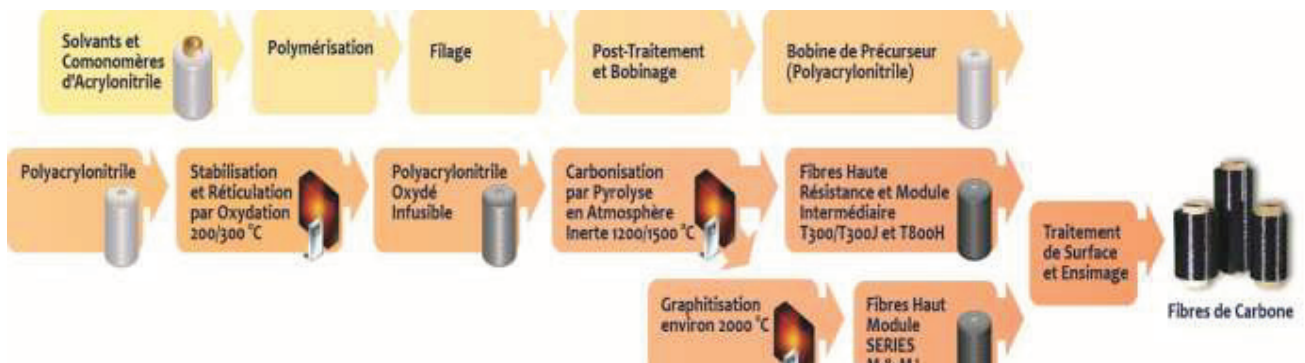 Solvants et
Comonomères
d'Acrylonitrile
Polymérisation
Filage
Post-Traitement
et Bobinage
Bobine de Précurseur
(Polyacrylonitrile)
Polyacrylonitrile
Stabilisation
et Réticulation
par Oxydation
200/300 °C
Polyacrylonitrile
Oxydé
Infusible
Carbonisation
par Pyrolyse
en Atmosphère
Inerte 1200/1500 °C
Fibres Haute
Résistance et Module
Intermédiaire
T300/T300J et T800H
Traitement
de Surface
et Ensimage
Fibres de Carbone
Graphitisation
environ 2000 °C
Fibres Haut
Module
SERIES